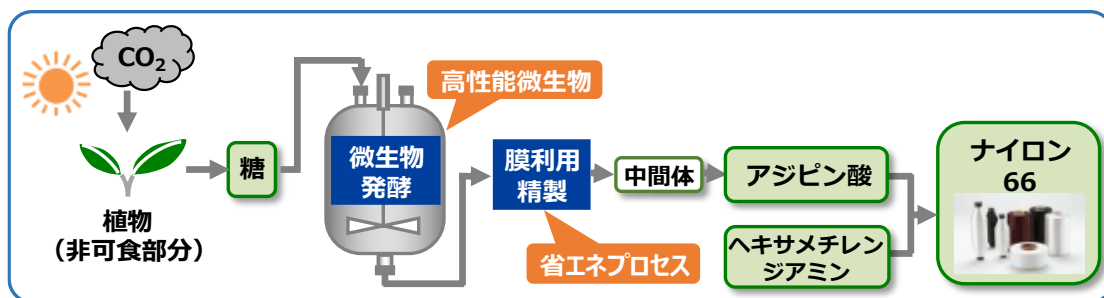 CO₂
植物
（非可食部分）
糖
微生物
発酵
高性能微生物
膜利用
精製
省エネプロセス
中間体
アジピン酸
ヘキサメチレン
ジアミン
ナイロン
66